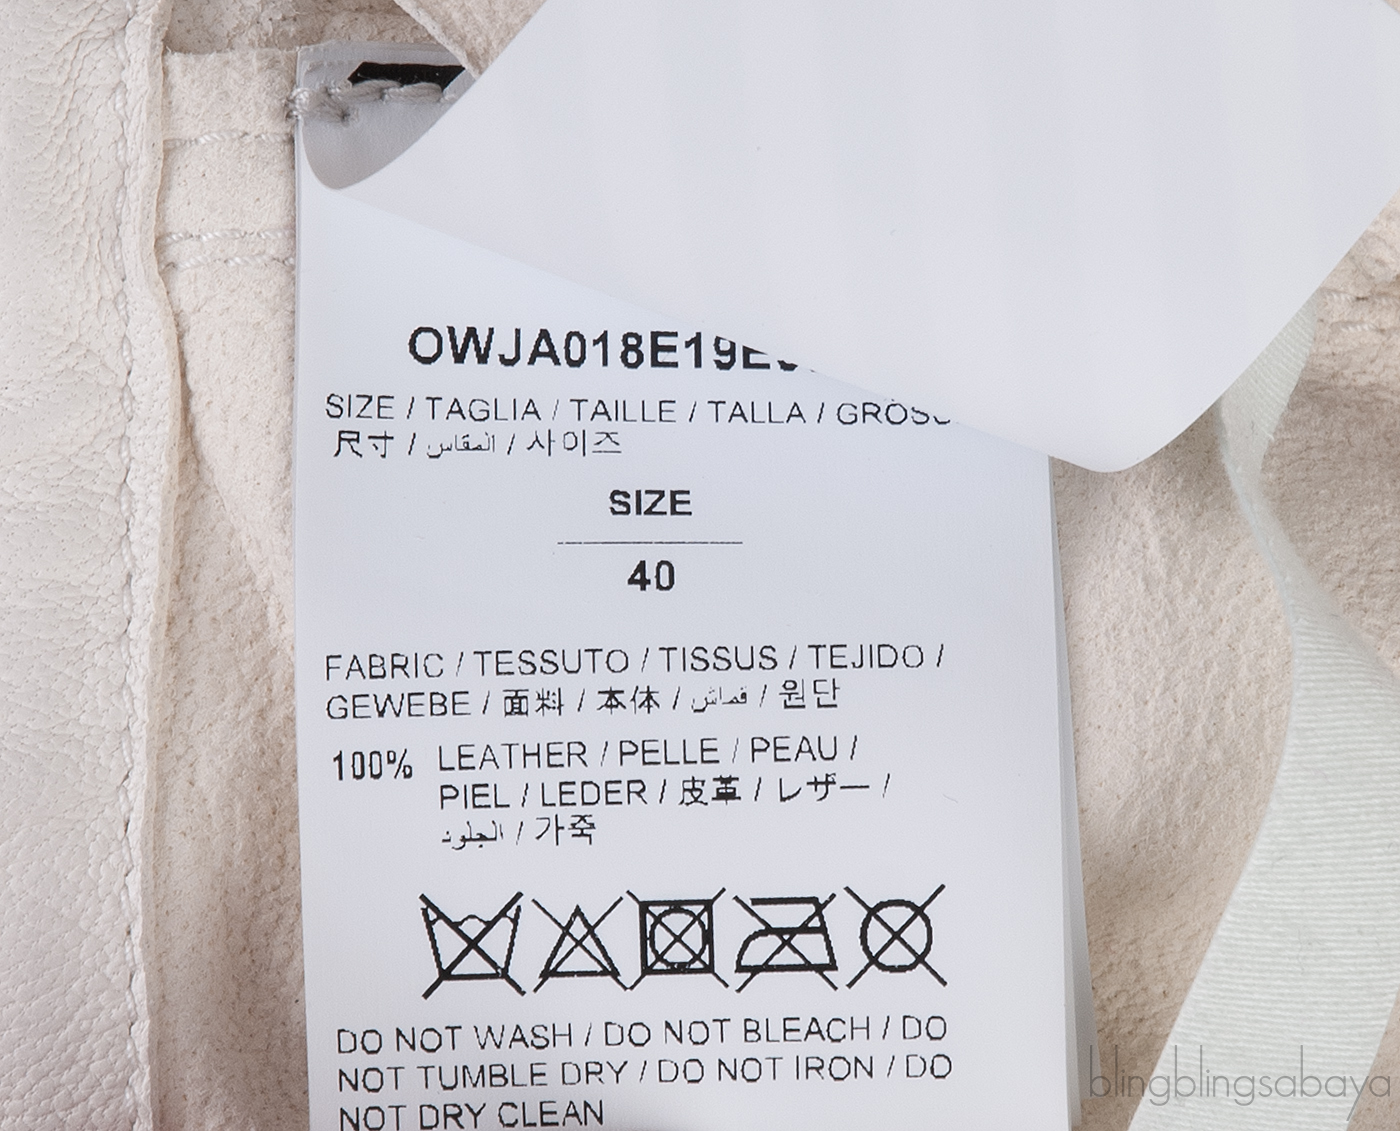 OWJA018E19E
SIZE / TAGLIA / TAILLE / TALLA /
尺寸 / المقاس / 사이즈
SIZE
40
FABRIC / TESSUTO / TISSUS / TEJIDO /
GEWEBE / 面料 / 本体 / قماش / 원단
100% LEATHER / PELLE / PEAU /
PIEL / LEDER / 皮革 / レザー /
الجلود / 가죽
DO NOT WASH / DO NOT BLEACH / DO
NOT TUMBLE DRY / DO NOT IRON / DO
NOT DRY CLEAN
blingblingsabaya